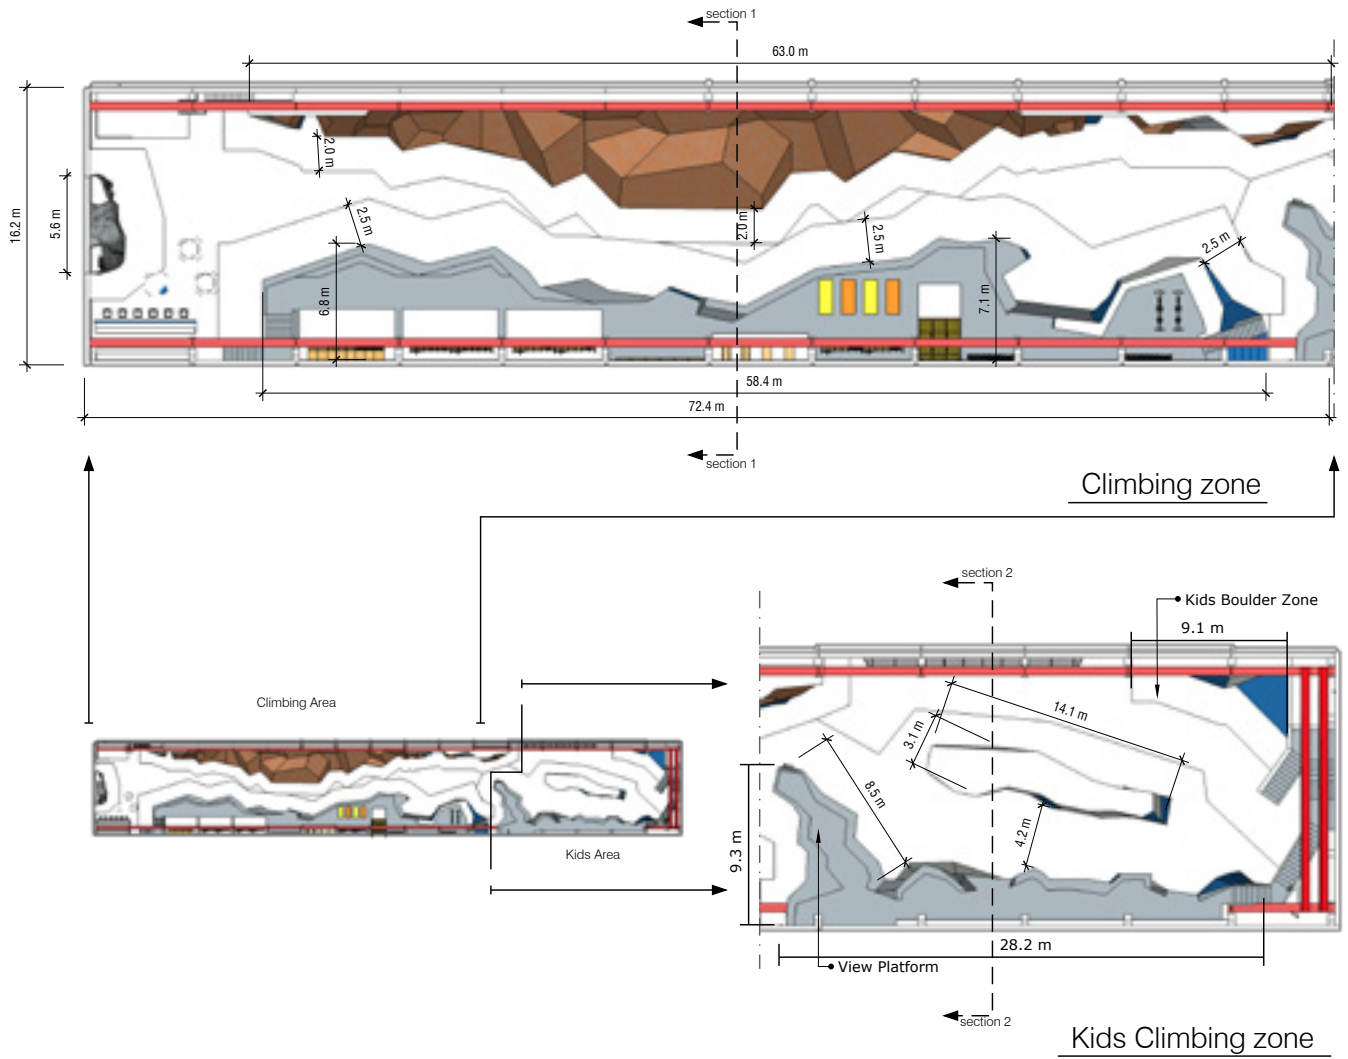 section 1
63.0 m
2.0 m
16.2 m
5.6 m
2.5 m
2.0 m
2.5 m
2.5 m
6.8 m
7.1 m
58.4 m
72.4 m
section 1
Climbing zone
section 2
Kids Boulder Zone
9.1 m
Climbing Area
14.1 m
3.1 m
8.5 m
4.2 m
9.3 m
Kids Area
28.2 m
View Platform
section 2
Kids Climbing zone